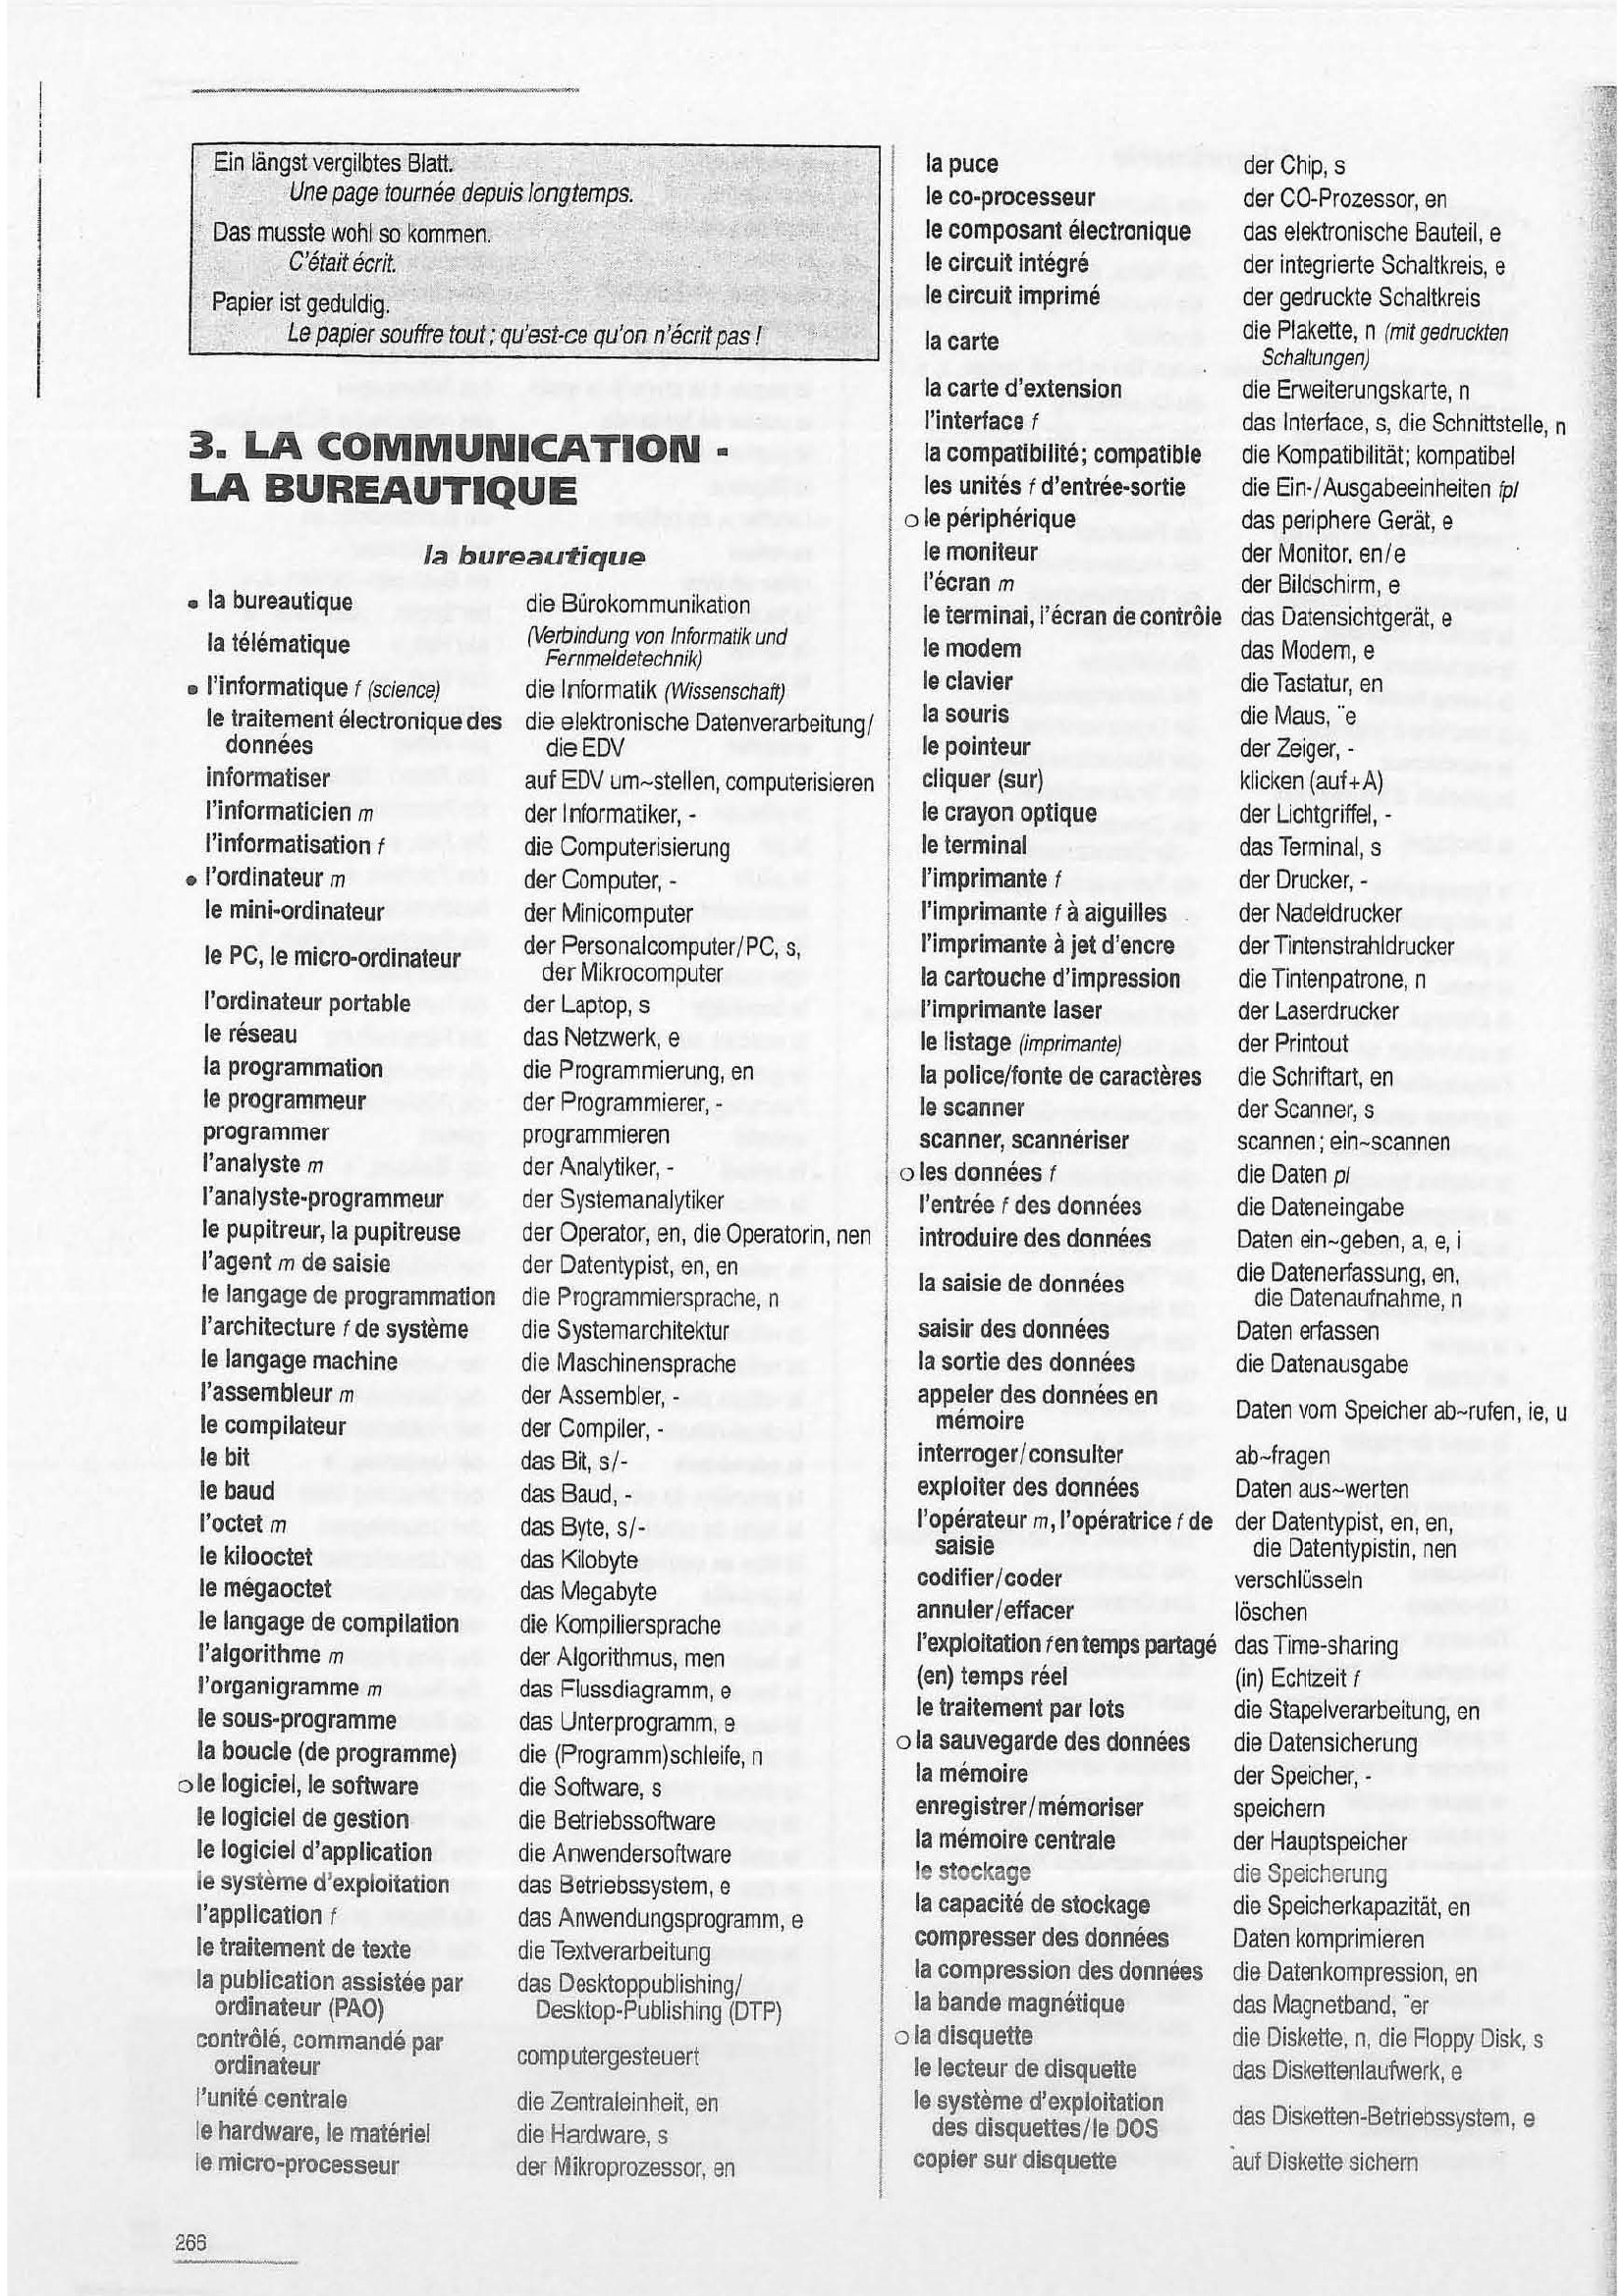 Ein längst vergilbtes Blatt.
Une page tournée depuis longtemps.
Das musste wohl so kommen.
C'était écrit.
Papier ist geduldig.
Le papier souffre tout ; qu'est-ce qu'on n'écrit pas !
3. LA COMMUNICATION -
LA BUREAUTIQUE
la bureautique
• la bureautique die Bürokommunikation
la télématique (Verbindung von Informatik und
Fernmeldetechnik)
• l'informatique f (science) die Informatik (Wissenschaft)
le traitement électronique des die elektronische Datenverarbeitung/
données die EDV
informatiser auf EDV um~stellen, computerisieren
l'informaticien m der Informatiker, -
l'informatisation f die Computerisierung
• l'ordinateur m der Computer, -
le mini-ordinateur der Minicomputer
le PC, le micro-ordinateur der Personalcomputer/PC, s,
der Mikrocomputer
l'ordinateur portable der Laptop, s
le réseau das Netzwerk, e
la programmation die Programmierung, en
le programmeur der Programmierer, -
programmer programmieren
l'analyste m der Analytiker, -
l'analyste-programmeur der Systemanalytiker
le pupitreur, la pupitreuse der Operator, en, die Operatorin, nen
l'agent m de saisie der Datentypist, en, en
le langage de programmation die Programmiersprache, n
l'architecture f de système die Systemarchitektur
le langage machine die Maschinensprache
l'assembleur m der Assembler, -
le compilateur der Compiler, -
le bit das Bit, s/-
le baud das Baud, -
l'octet m das Byte, s/-
le kilooctet das Kilobyte
le mégaoctet das Megabyte
le langage de compilation die Kompiliersprache
l'algorithme m der Algorithmus, men
l'organigramme m das Flussdiagramm, e
le sous-programme das Unterprogramm, e
la boucle (de programme) die (Programm)schleife, n
o le logiciel, le software die Software, s
le logiciel de gestion die Betriebssoftware
le logiciel d'application die Anwendersoftware
le système d'exploitation das Betriebssystem, e
l'application f das Anwendungsprogramm, e
le traitement de texte die Textverarbeitung
la publication assistée par das Desktoppublishing/
ordinateur (PAO) Desktop-Publishing (DTP)
contrôlé, commandé par
ordinateur computergesteuert
l'unité centrale die Zentraleinheit, en
le hardware, le matériel die Hardware, s
le micro-processeur der Mikroprozessor, en
la puce der Chip, s
le co-processeur der CO-Prozessor, en
le composant électronique das elektronische Bauteil, e
le circuit intégré der integrierte Schaltkreis, e
le circuit imprimé der gedruckte Schaltkreis
la carte die Plakette, n (mit gedruckten
Schaltungen)
la carte d'extension die Erweiterungskarte, n
l'interface f das Interface, s, die Schnittstelle, n
la compatibilité; compatible die Kompatibilität; kompatibel
les unités f d'entrée-sortie die Ein-/Ausgabeeinheiten fpl
o le périphérique das periphere Gerät, e
le moniteur der Monitor, en/e
l'écran m der Bildschirm, e
le terminal, l'écran de contrôle das Datensichtgerät, e
le modem das Modem, e
le clavier die Tastatur, en
la souris die Maus, ¨e
le pointeur der Zeiger, -
cliquer (sur) klicken (auf+A)
le crayon optique der Lichtgriffel, -
le terminal das Terminal, s
l'imprimante f der Drucker, -
l'imprimante f à aiguilles der Nadeldrucker
l'imprimante à jet d'encre der Tintenstrahldrucker
la cartouche d'impression die Tintenpatrone, n
l'imprimante laser der Laserdrucker
le listage (imprimante) der Printout
la police/fonte de caractères die Schriftart, en
le scanner der Scanner, s
scanner, scannériser scannen; ein~scannen
o les données f die Daten pl
l'entrée f des données die Dateneingabe
introduire des données Daten ein~geben, a, e, i
la saisie de données die Datenerfassung, en,
die Datenaufnahme, n
saisir des données Daten erfassen
la sortie des données die Datenausgabe
appeler des données en
mémoire Daten vom Speicher ab~rufen, ie, u
interroger/consulter ab~fragen
exploiter des données Daten aus~werten
l'opérateur m, l'opératrice f de der Datentypist, en, en,
saisie die Datentypistin, nen
codifier/coder verschlüsseln
annuler/effacer löschen
l'exploitation f en temps partagé das Time-sharing
(en) temps réel (in) Echtzeit f
le traitement par lots die Stapelverarbeitung, en
o la sauvegarde des données die Datensicherung
la mémoire der Speicher, -
enregistrer/mémoriser speichern
la mémoire centrale der Hauptspeicher
le stockage die Speicherung
la capacité de stockage die Speicherkapazität, en
compresser des données Daten komprimieren
la compression des données die Datenkompression, en
la bande magnétique das Magnetband, ¨er
o la disquette die Diskette, n, die Floppy Disk, s
le lecteur de disquette das Diskettenlaufwerk, e
le système d'exploitation
des disquettes/le DOS das Disketten-Betriebssystem, e
copier sur disquette auf Diskette sichern
266